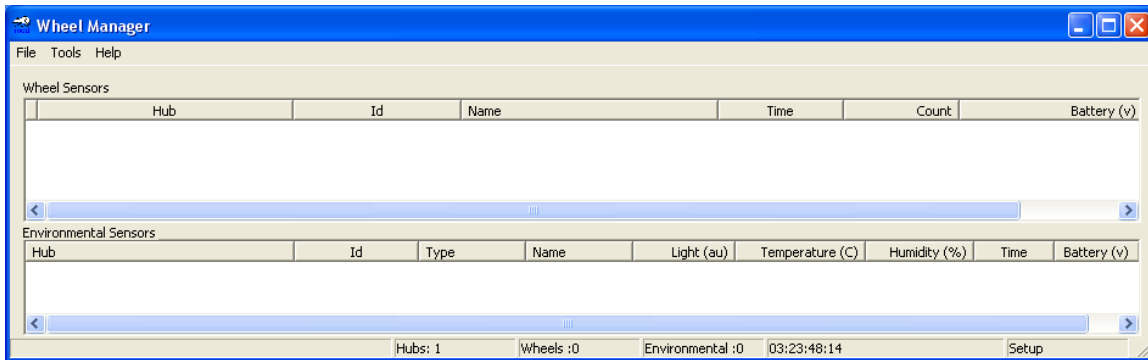 Wheel Manager
File Tools Help
Wheel Sensors
Hub Id Name Time Count Battery (v)
Environmental Sensors
Hub Id Type Name Light (au) Temperature (C) Humidity (%) Time Battery (v)
Hubs: 1 Wheels :0 Environmental :0 03:23:48:14 Setup